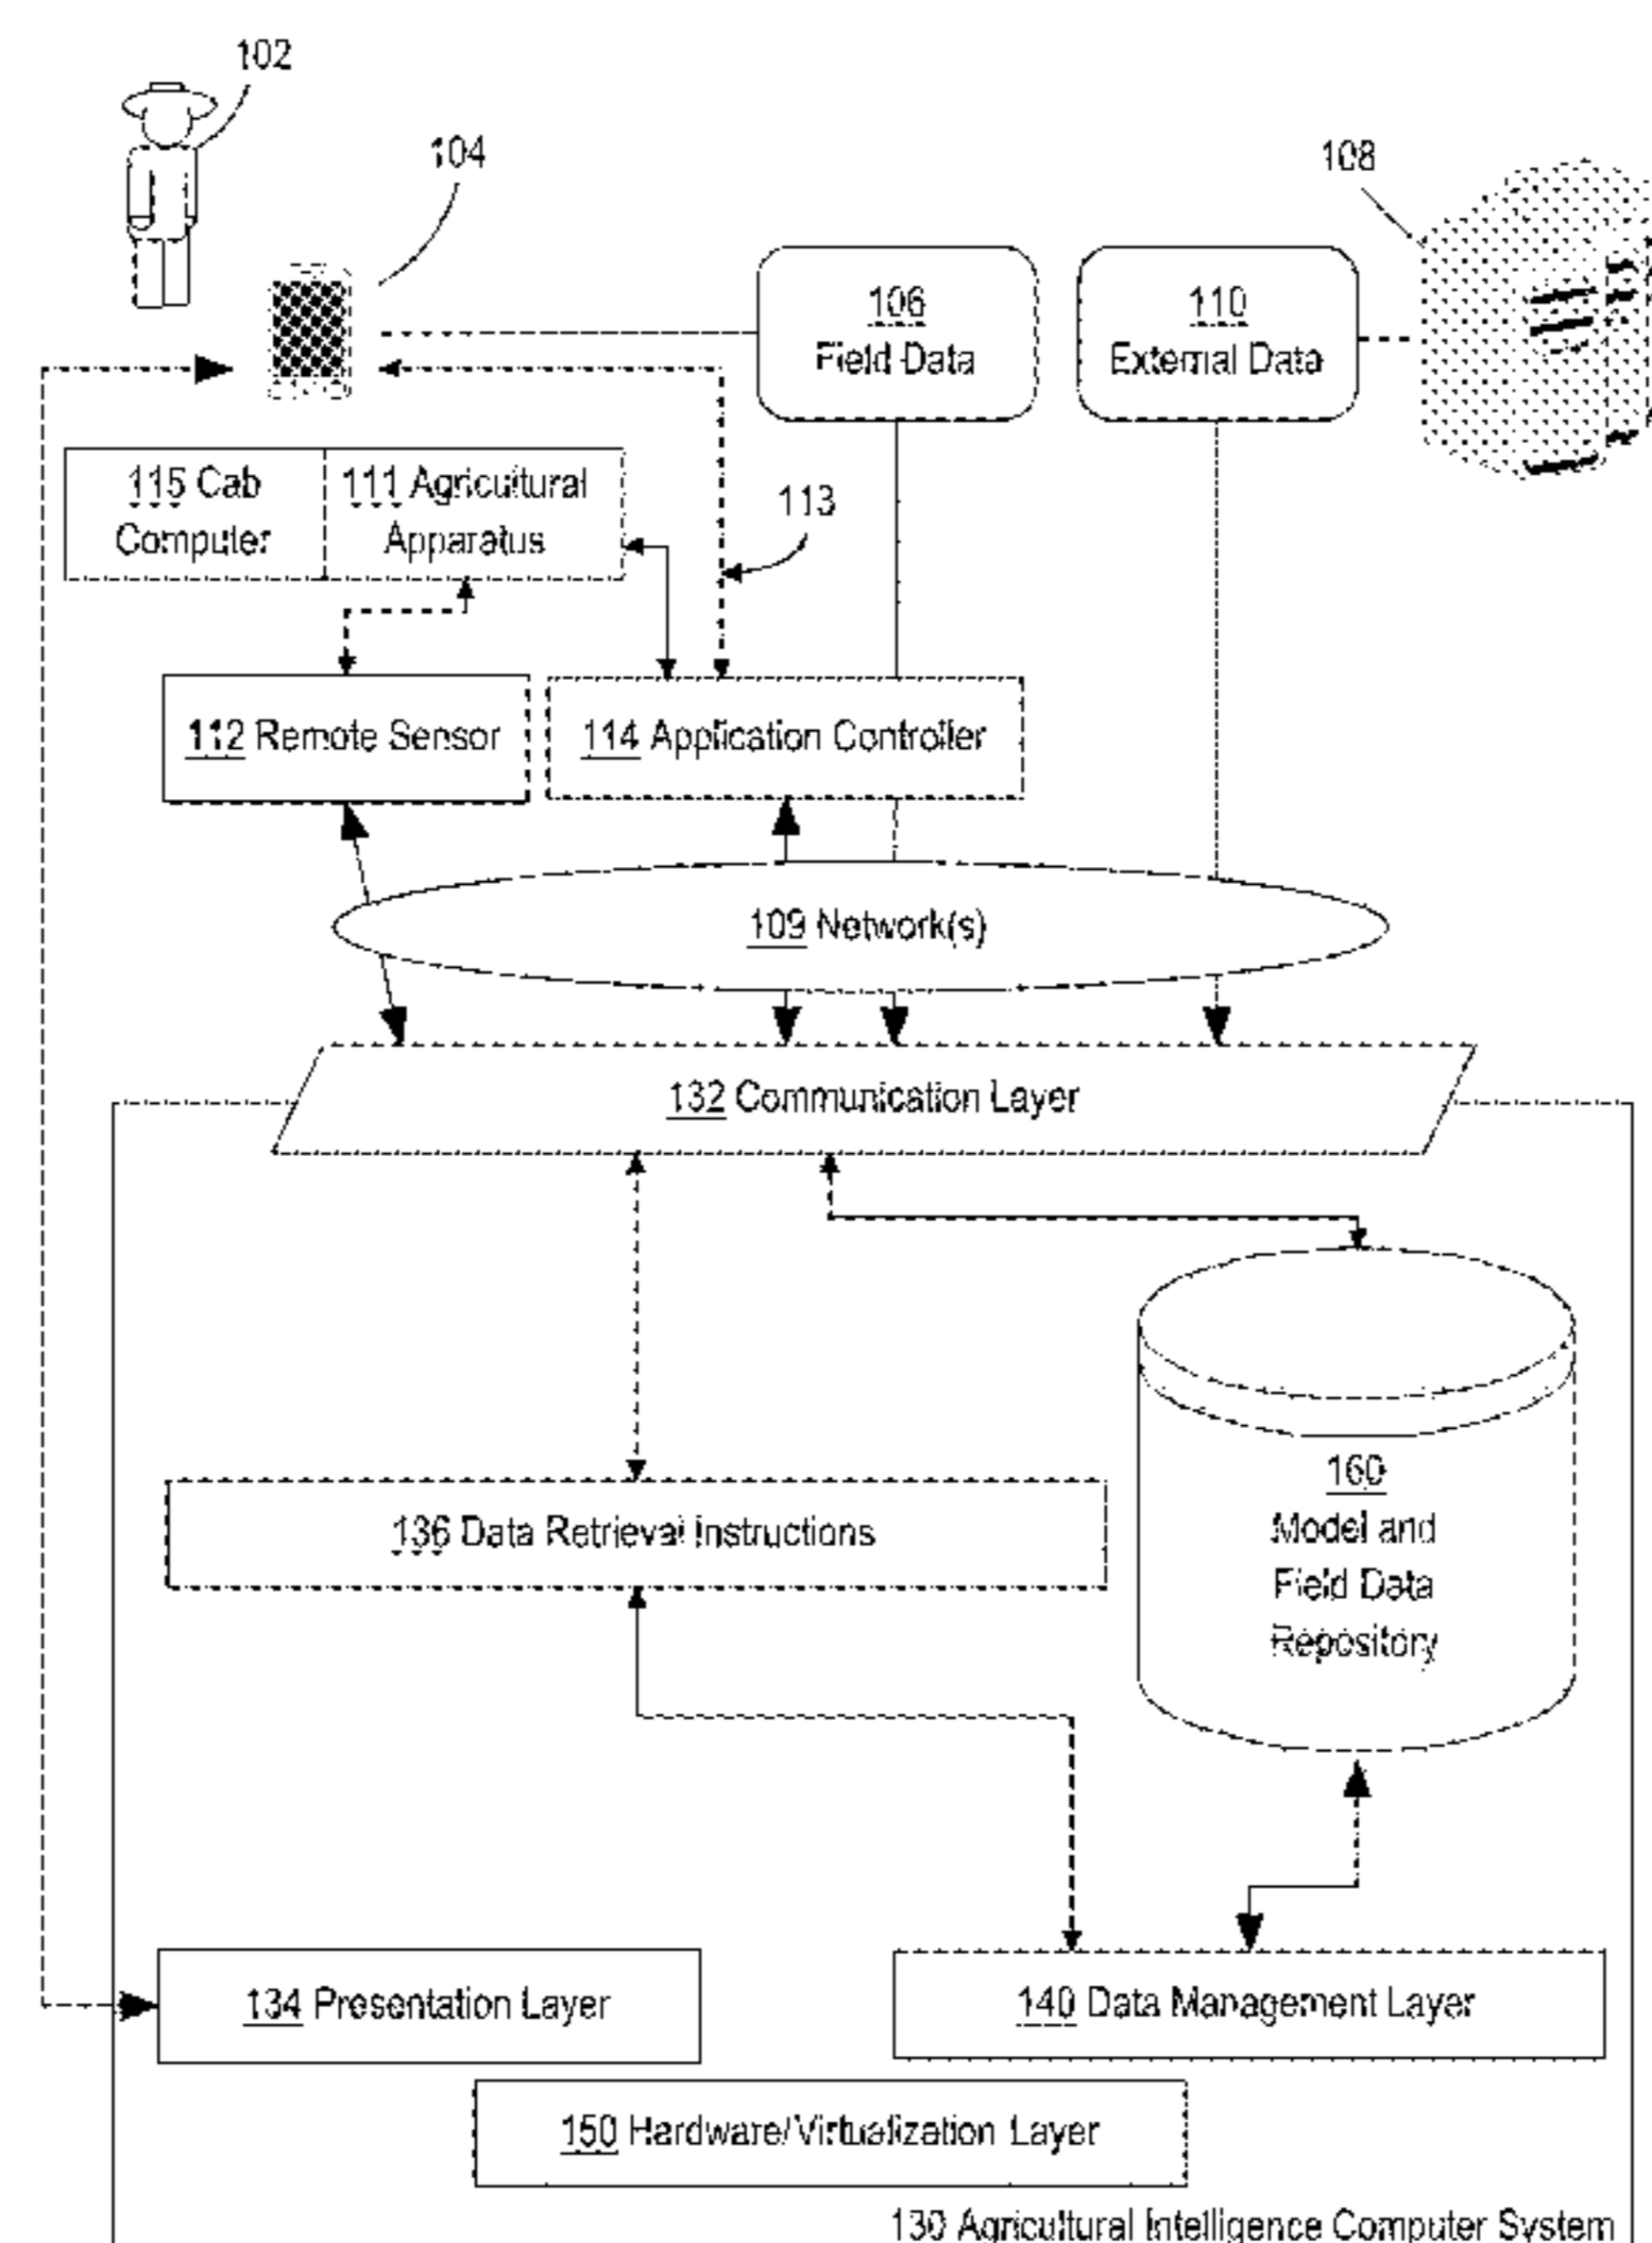 102
104
108
106
Field Data
110
External Data
115 Cab
Computer
111 Agricultural
Apparatus
113
112 Remote Sensor
114 Application Controller
109 Network(s)
132 Communication Layer
136 Data Retrieval Instructions
160
Model and
Field Data
Repository
134 Presentation Layer
140 Data Management Layer
150 Hardware/Virtualization Layer
130 Agricultural Intelligence Computer System